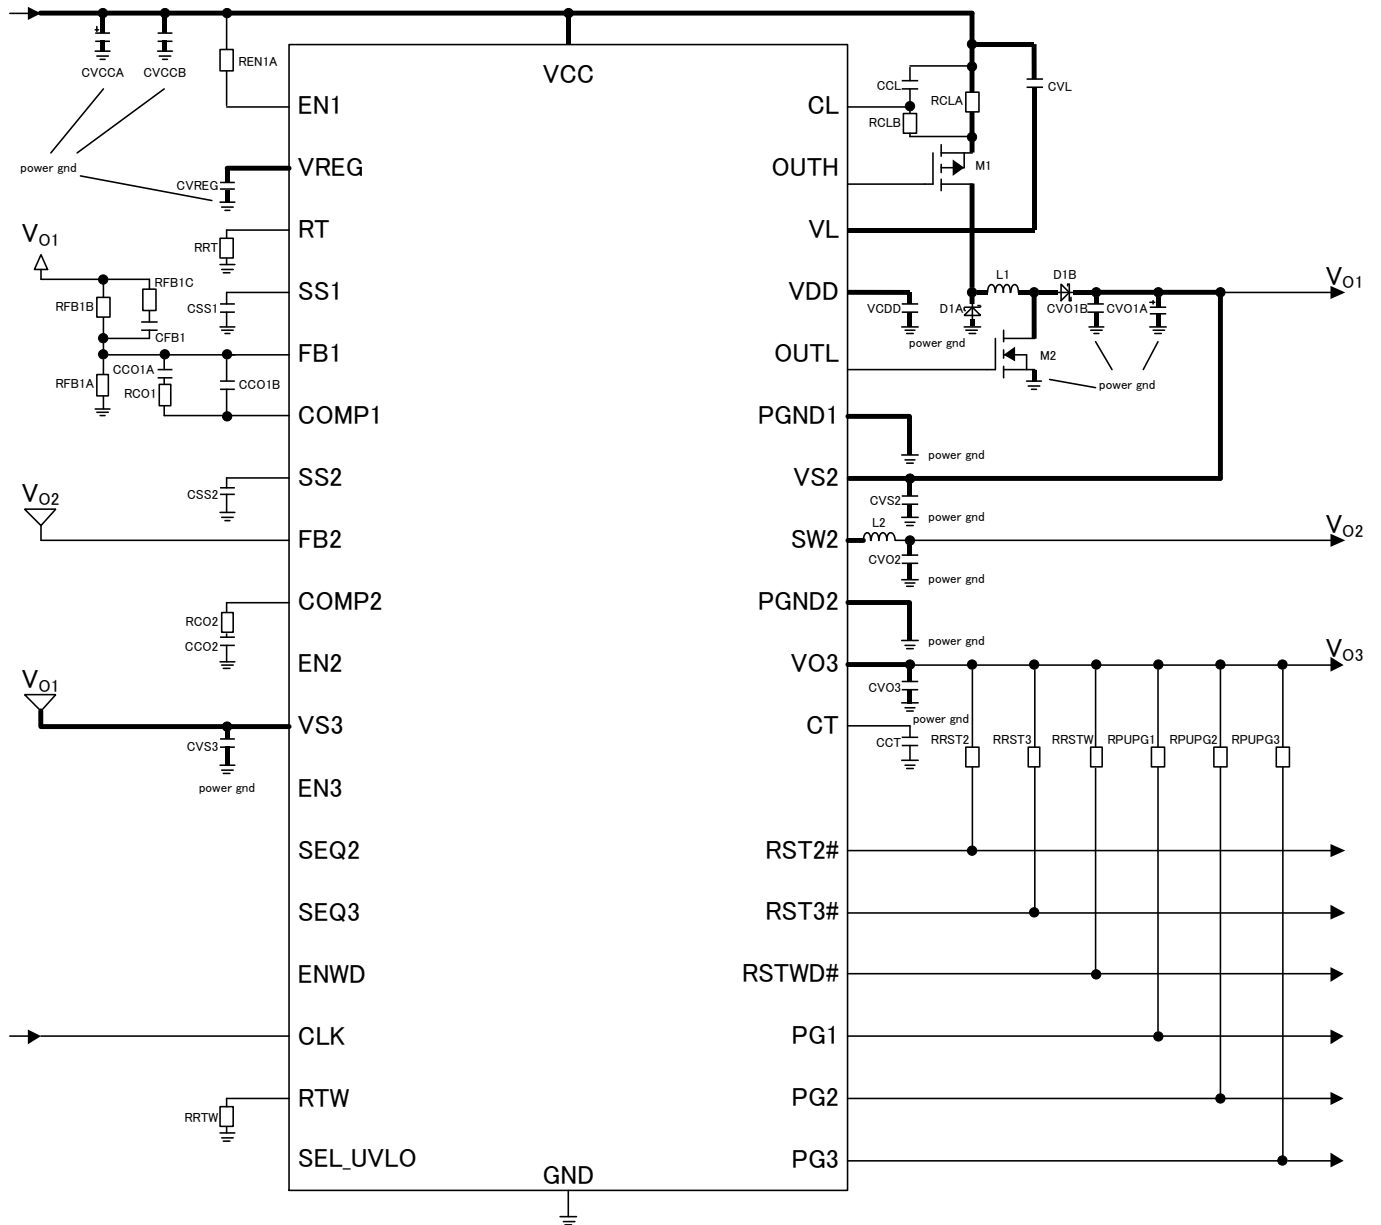 VCC
CVCCA
CVCCB
REN1A
power gnd
EN1
VREG
CVREG
RT
RRT
VO1
RFB1C
RFB1B
CFB1
RFB1A
SS1
CSS1
FB1
CCO1A
RCO1
CCO1B
COMP1
SS2
CSS2
VO2
FB2
COMP2
RCO2
CCO2
EN2
VO1
VS3
CVS3
power gnd
EN3
SEQ2
SEQ3
ENWD
CLK
RTW
RRTW
SEL_UVLO
GND
CL
CCL
RCLA
RCLB
CVL
OUTH
M1
VL
VDD
VCDD
D1A
power gnd
L1
D1B
CVO1B
CVO1A
VO1
OUTL
M2
power gnd
PGND1
power gnd
VS2
CVS2
power gnd
SW2
L2
VO2
CVO2
power gnd
PGND2
power gnd
VO3
VO3
CVO3
power gnd
CT
CCT
RRST2
RRST3
RRSTW
RPUPG1
RPUPG2
RPUPG3
RST2#
RST3#
RSTWD#
PG1
PG2
PG3